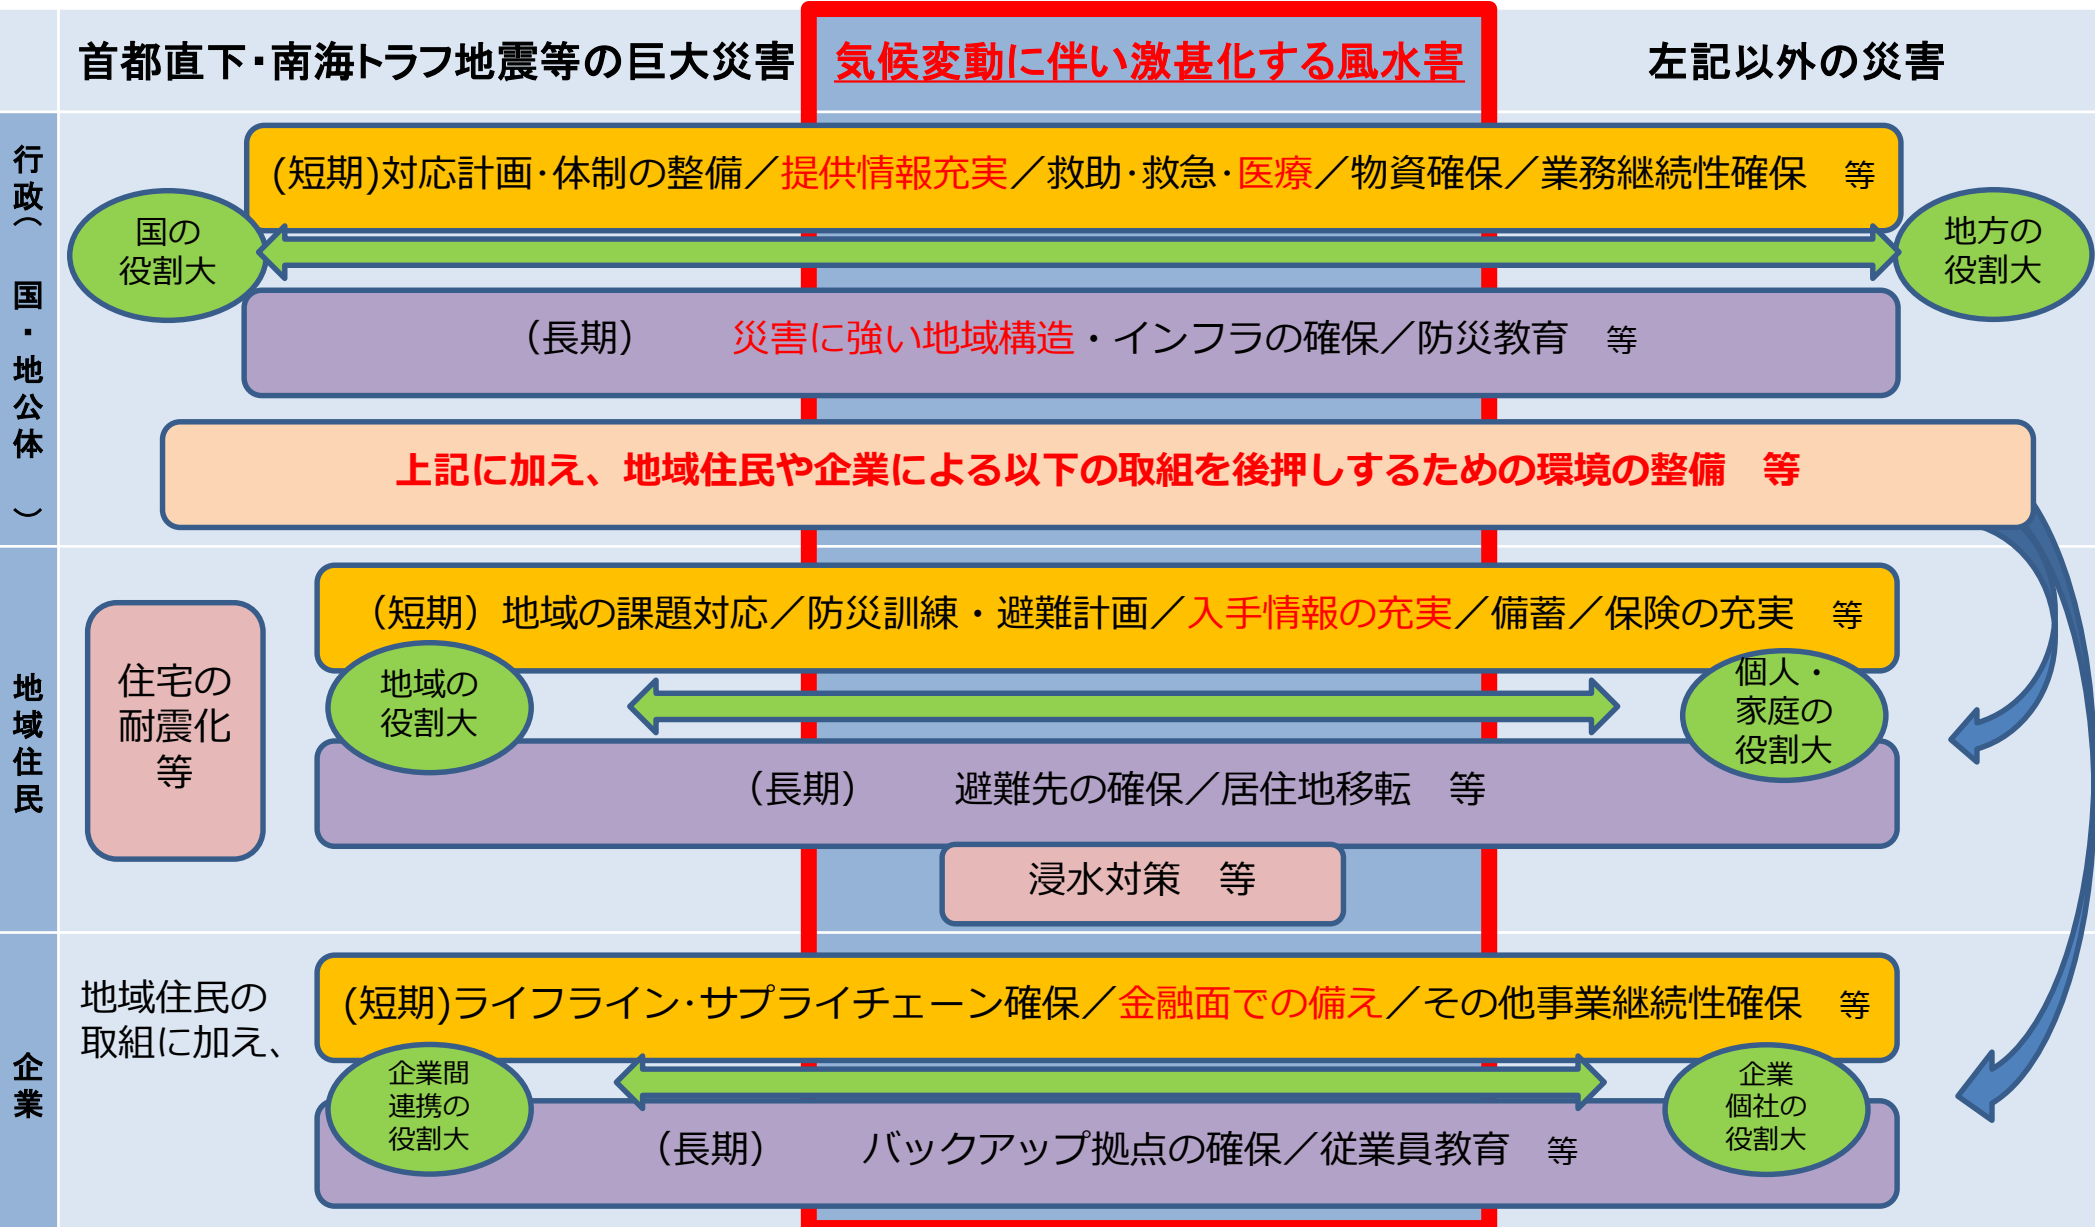 首都直下・南海トラフ地震等の巨大災害
気候変動に伴い激甚化する風水害
左記以外の災害
行政（国・地公体）
(短期)対応計画・体制の整備／提供情報充実／救助・救急・医療／物資確保／業務継続性確保　等
国の
役割大
地方の
役割大
（長期）　　災害に強い地域構造・インフラの確保／防災教育　等
上記に加え、地域住民や企業による以下の取組を後押しするための環境の整備　等
地域住民
住宅の
耐震化
等
（短期）地域の課題対応／防災訓練・避難計画／入手情報の充実／備蓄／保険の充実　等
地域の
役割大
個人・
家庭の
役割大
（長期）　　避難先の確保／居住地移転　等
浸水対策　等
企業
地域住民の
取組に加え、
(短期)ライフライン・サプライチェーン確保／金融面での備え／その他事業継続性確保　等
企業間
連携の
役割大
企業
個社の
役割大
（長期）　　バックアップ拠点の確保／従業員教育　等